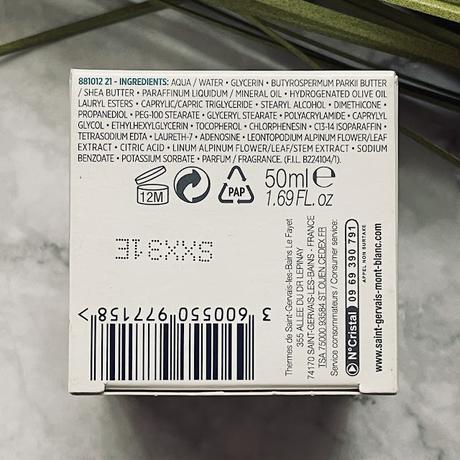 881012 21 - INGREDIENTS: AQUA / WATER • GLYCERIN • BUTYROSPERMUM PARKII BUTTER
/ SHEA BUTTER • PARAFFINUM LIQUIDUM / MINERAL OIL • HYDROGENATED OLIVE OIL
LAURYL ESTERS • CAPRYLIC/CAPRIC TRIGLYCERIDE • STEARYL ALCOHOL • DIMETHICONE •
PROPANEDIOL • PEG-100 STEARATE • GLYCERYL STEARATE • POLYACRYLAMIDE • CAPRYLYL
GLYCOL • ETHYLHEXYLGLYCERIN • TOCOPHEROL • CHLORPHENESIN • C13-14 ISOPARAFFIN •
TETRASODIUM EDTA • LAURETH-7 • ADENOSINE • LEONTOPODIUM ALPINUM FLOWER/LEAF
EXTRACT • CITRIC ACID • LINUM ALPINUM FLOWER/LEAF/STEM EXTRACT • SODIUM
BENZOATE • POTASSIUM SORBATE • PARFUM / FRAGRANCE. (F.I.L. B224104/1).
12M
PAP
50ml e
1.69 FL. oz
SXX31E
3 600550 977158 >
Thermes de Saint-Gervais-les-Bains Le Fayet
355 ALLEE DU DR LEPINAY
74170 SAINT-GERVAIS-LES-BAINS - FRANCE
TSA 75000 93584 ST OUEN CEDEX FR
Service consommateurs / Consumer service:
N°Cristal 09 69 390 791
APPEL NON SURTAXE
www.saint-gervais-mont-blanc.com